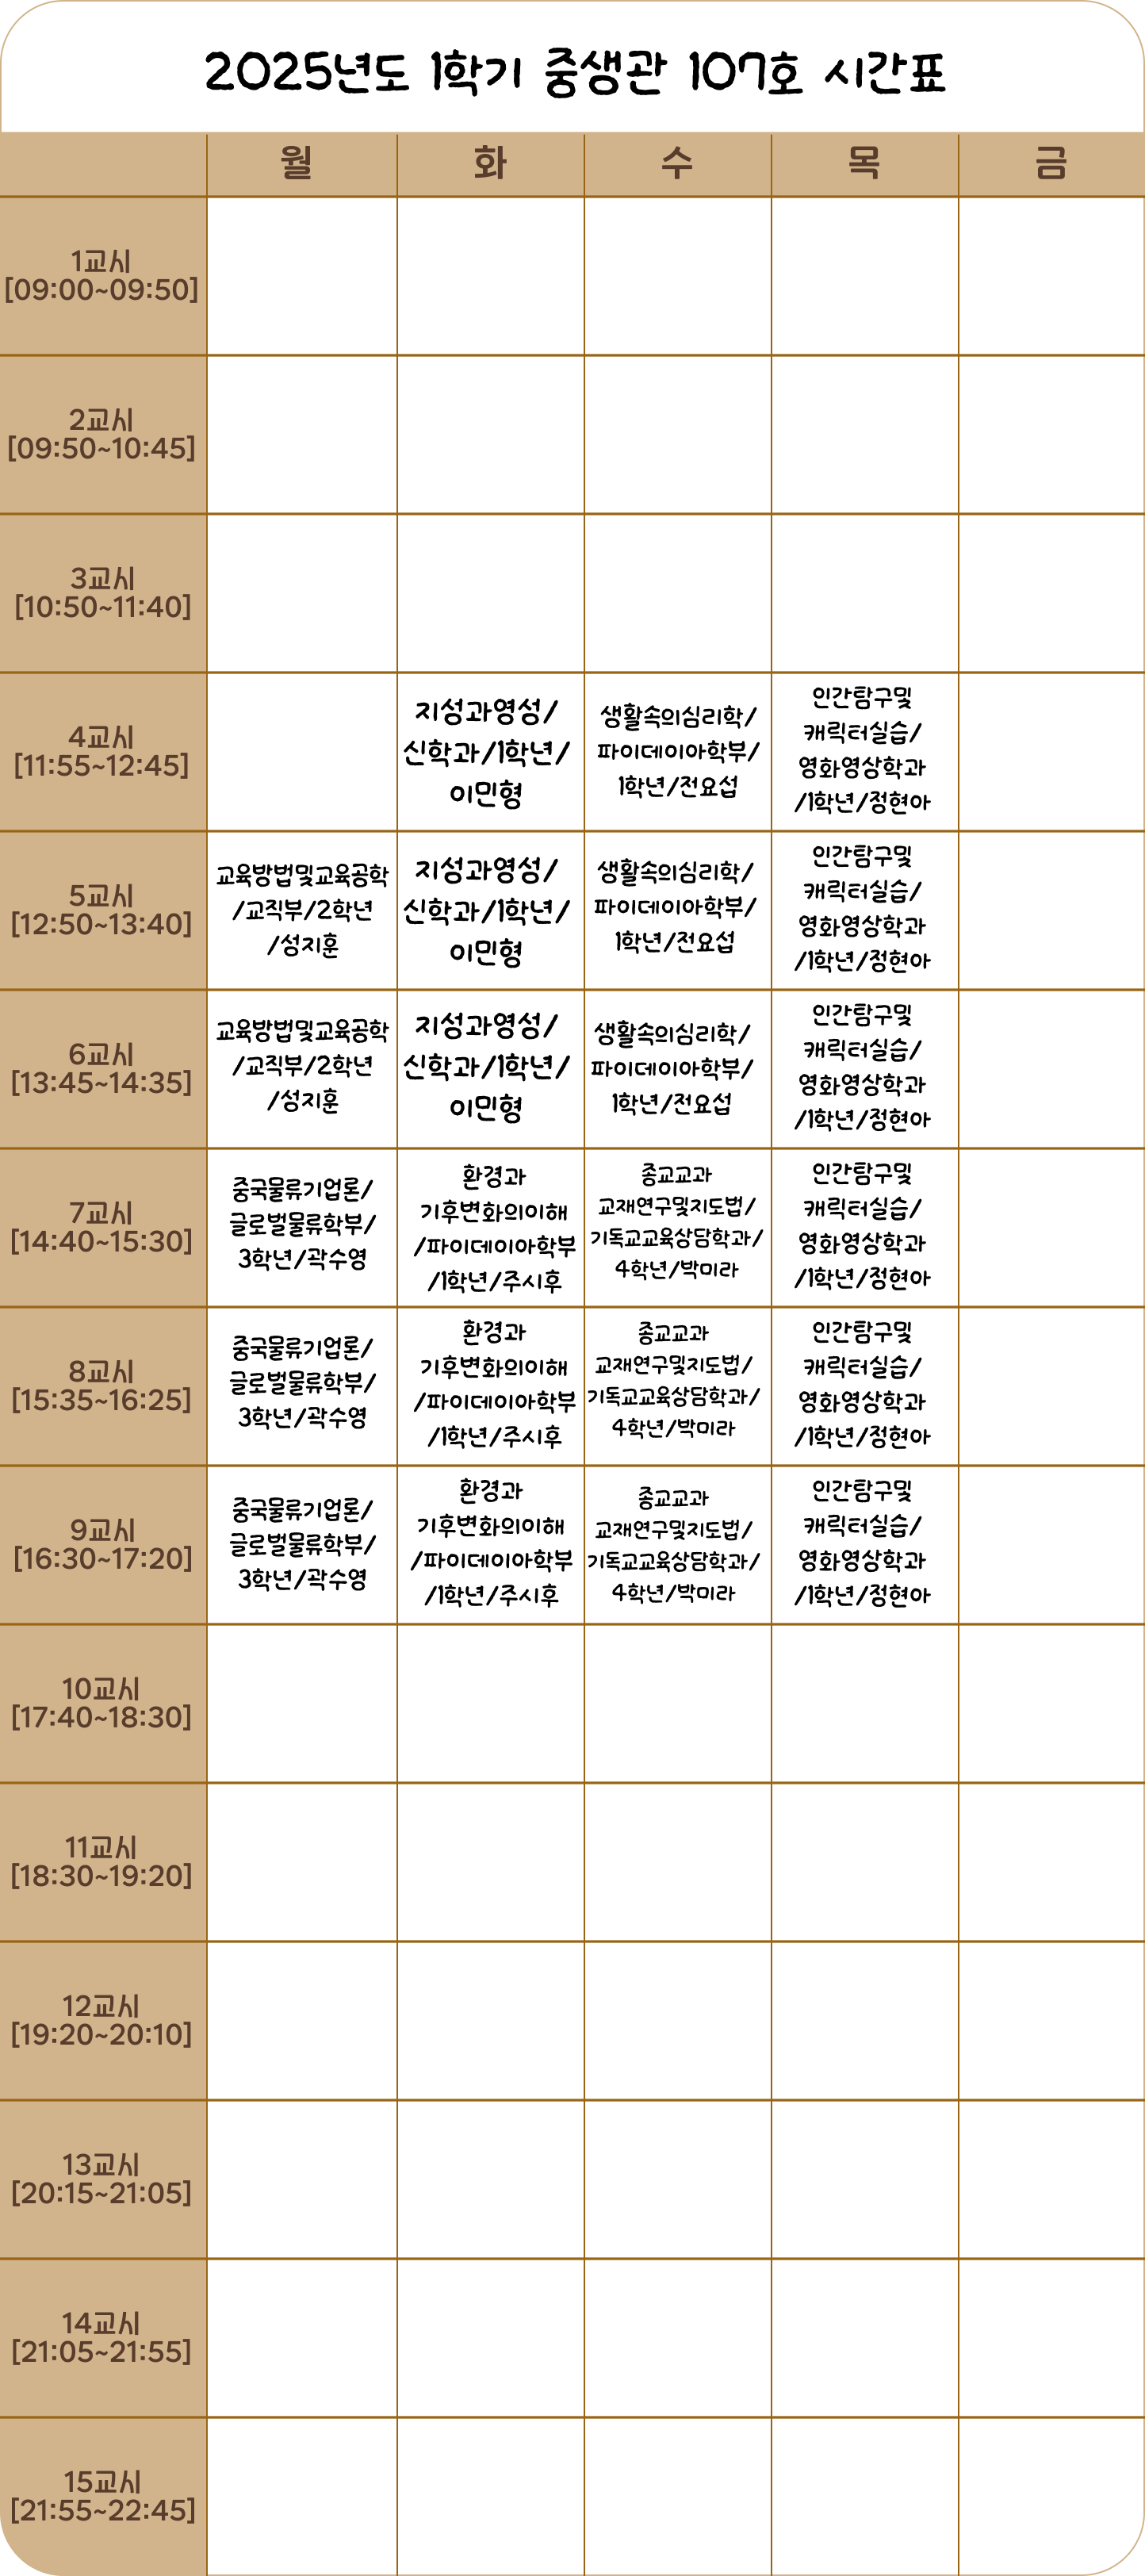 2025년도 1학기 중생관 107호 시간표
월 화 수 목 금
1교시
[09:00~09:50]
2교시
[09:50~10:45]
3교시
[10:50~11:40]
4교시
[11:55~12:45]
지성과영성/
신학과/1학년/
이민형
생활속의심리학/
파이데이아학부/
1학년/전요섭
인간탐구및
캐릭터실습/
영화영상학과
/1학년/정현아
5교시
[12:50~13:40]
교육방법및교육공학
/교직부/2학년
/성지훈
지성과영성/
신학과/1학년/
이민형
생활속의심리학/
파이데이아학부/
1학년/전요섭
인간탐구및
캐릭터실습/
영화영상학과
/1학년/정현아
6교시
[13:45~14:35]
교육방법및교육공학
/교직부/2학년
/성지훈
지성과영성/
신학과/1학년/
이민형
생활속의심리학/
파이데이아학부/
1학년/전요섭
인간탐구및
캐릭터실습/
영화영상학과
/1학년/정현아
7교시
[14:40~15:30]
중국물류기업론/
글로벌물류학부/
3학년/곽수영
환경과
기후변화의이해
/파이데이아학부
/1학년/주시후
종교교과
교재연구및지도법/
기독교교육상담학과/
4학년/박미라
인간탐구및
캐릭터실습/
영화영상학과
/1학년/정현아
8교시
[15:35~16:25]
중국물류기업론/
글로벌물류학부/
3학년/곽수영
환경과
기후변화의이해
/파이데이아학부
/1학년/주시후
종교교과
교재연구및지도법/
기독교교육상담학과/
4학년/박미라
인간탐구및
캐릭터실습/
영화영상학과
/1학년/정현아
9교시
[16:30~17:20]
중국물류기업론/
글로벌물류학부/
3학년/곽수영
환경과
기후변화의이해
/파이데이아학부
/1학년/주시후
종교교과
교재연구및지도법/
기독교교육상담학과/
4학년/박미라
인간탐구및
캐릭터실습/
영화영상학과
/1학년/정현아
10교시
[17:40~18:30]
11교시
[18:30~19:20]
12교시
[19:20~20:10]
13교시
[20:15~21:05]
14교시
[21:05~21:55]
15교시
[21:55~22:45]